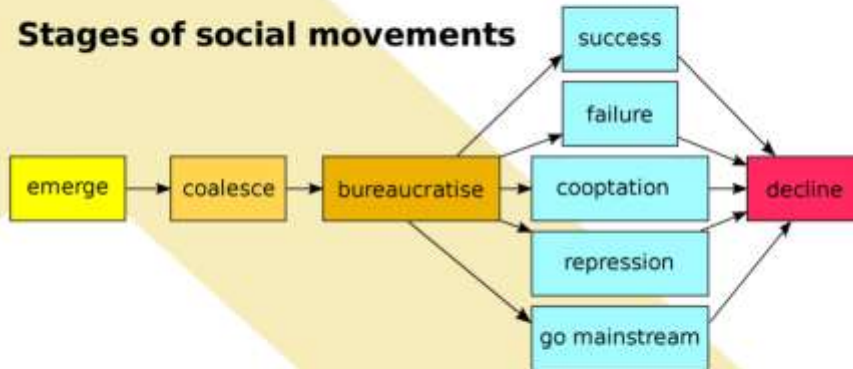 Stages of social movements
emerge
coalesce
bureaucratise
success
failure
cooptation
repression
go mainstream
decline